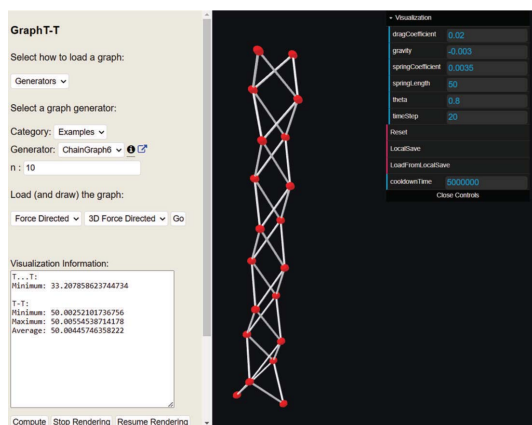 GraphT-T
Select how to load a graph:
Generators
Select a graph generator:
Category: Examples
Generator: ChainGraph6
n : 10
Load (and draw) the graph:
Force Directed 3D Force Directed Go
Visualization Information:
T...T:
Minimum: 33.207858623744734
T-T:
Minimum: 50.00252101736756
Maximum: 50.00554538714178
Average: 50.00445746358222
Compute Stop Rendering Resume Rendering
Visualization
dragCoefficient 0.02
gravity -0.003
springCoefficient 0.0035
springLength 50
theta 0.8
timeStep 20
Reset
LocalSave
LoadFromLocalSave
cooldownTime 5000000
Close Controls